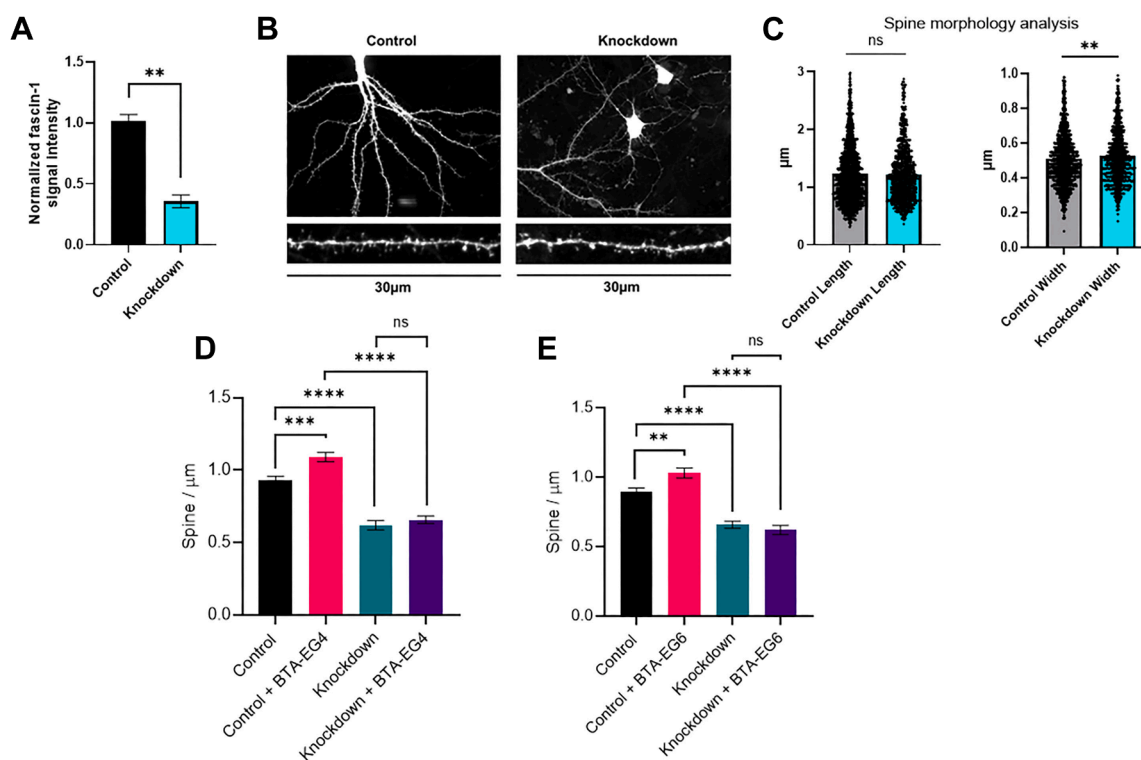 A
Normalized fascin-1
signal intensity
1.5
1.0
0.5
0.0
**
Control
Knockdown
B
Control
Knockdown
30μm
30μm
C
Spine morphology analysis
ns
μm
3
2
1
0
Control Length
Knockdown Length
**
μm
1.0
0.8
0.6
0.4
0.2
0.0
Control Width
Knockdown Width
D
Spine / μm
1.5
1.0
0.5
0.0
ns
****
****
***
Control
Control + BTA-EG4
Knockdown
Knockdown + BTA-EG4
E
Spine / μm
1.5
1.0
0.5
0.0
ns
****
****
**
Control
Control + BTA-EG6
Knockdown
Knockdown + BTA-EG6